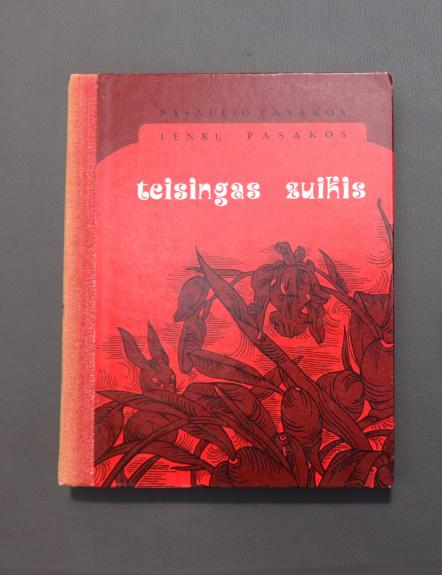 PASAULIO PASAKOS
LENKŲ PASAKOS
teisingas zuikis